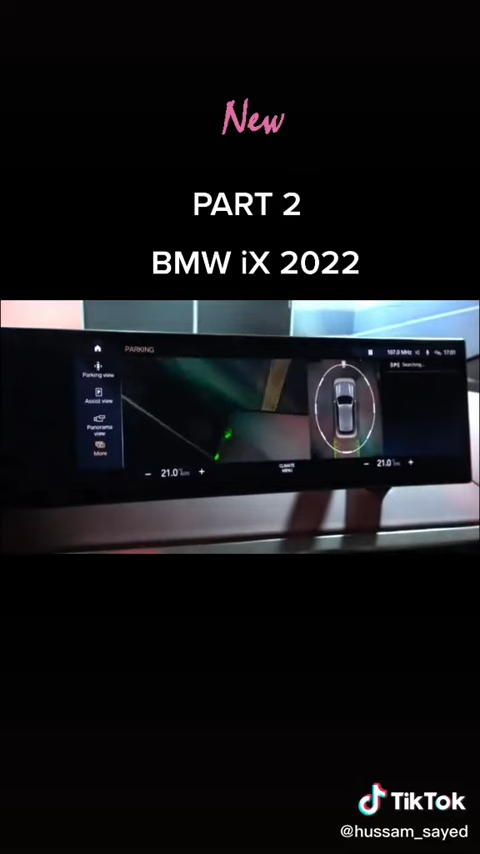 New
PART 2
BMW iX 2022
PARKING
107.0 MHz
17:01
Parking view
Searching...
Assist view
Panorama
view
More
− 21.0°C +
CLIMATE
MENU
− 21.0°C +
TikTok
@hussam_sayed